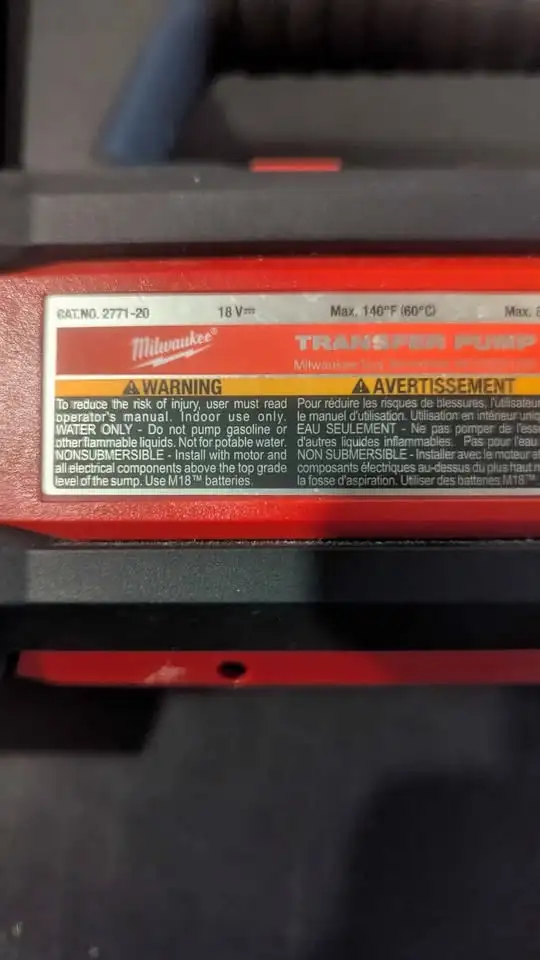 CAT.NO. 2771-20 18 V⎓ Max. 140°F (60°C) Max.
Milwaukee®
TRANSFER PUMP
Milwaukee
⚠WARNING
To reduce the risk of injury, user must read
operator's manual. Indoor use only.
WATER ONLY - Do not pump gasoline or
other flammable liquids. Not for potable water.
NONSUBMERSIBLE - Install with motor and
all electrical components above the top grade
level of the sump. Use M18™ batteries.
⚠AVERTISSEMENT
Pour réduire les risques de blessures, l'utilisateur
le manuel d'utilisation. Utilisation en intérieur
EAU SEULEMENT - Ne pas pomper de
d'autres liquides inflammables. Pas pour l'eau
NON SUBMERSIBLE - Installer avec le moteur et
composants électriques au-dessus du plus haut
la fosse d'aspiration. Utiliser des batteries M18™